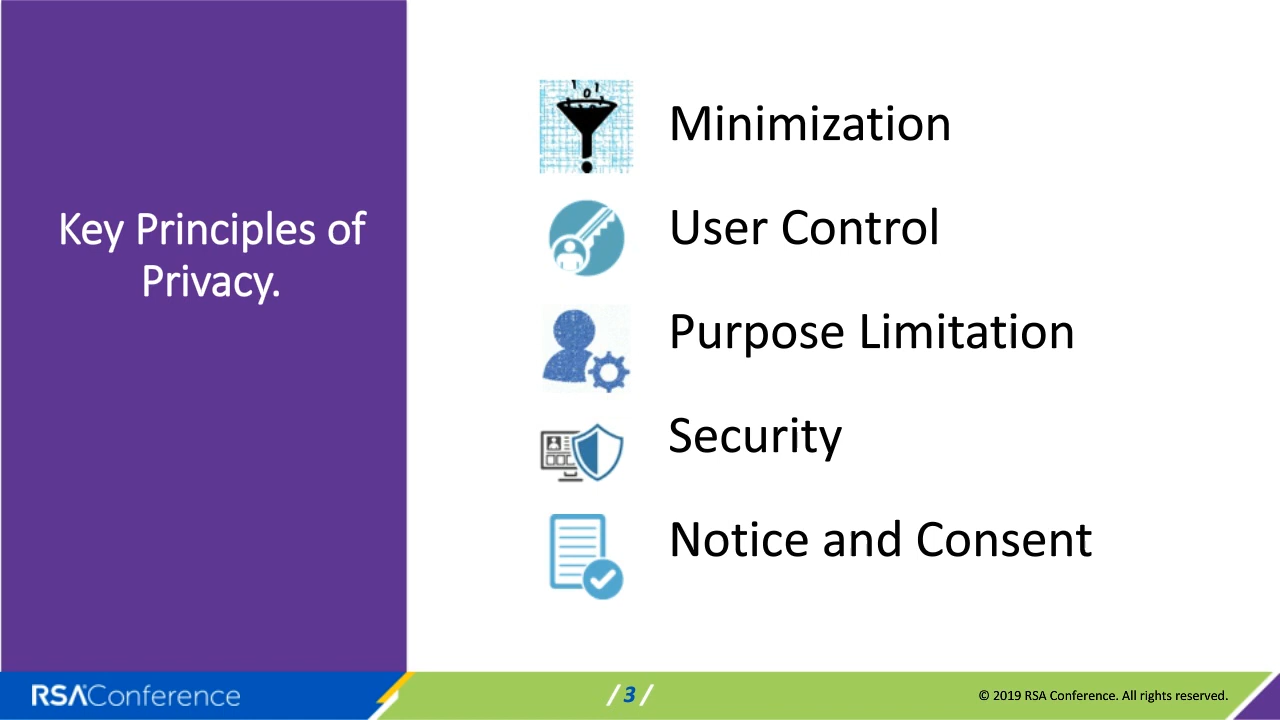 Key Principles of
Privacy.
Minimization
User Control
Purpose Limitation
Security
Notice and Consent
RSAConference
/ 3 /
© 2019 RSA Conference. All rights reserved.